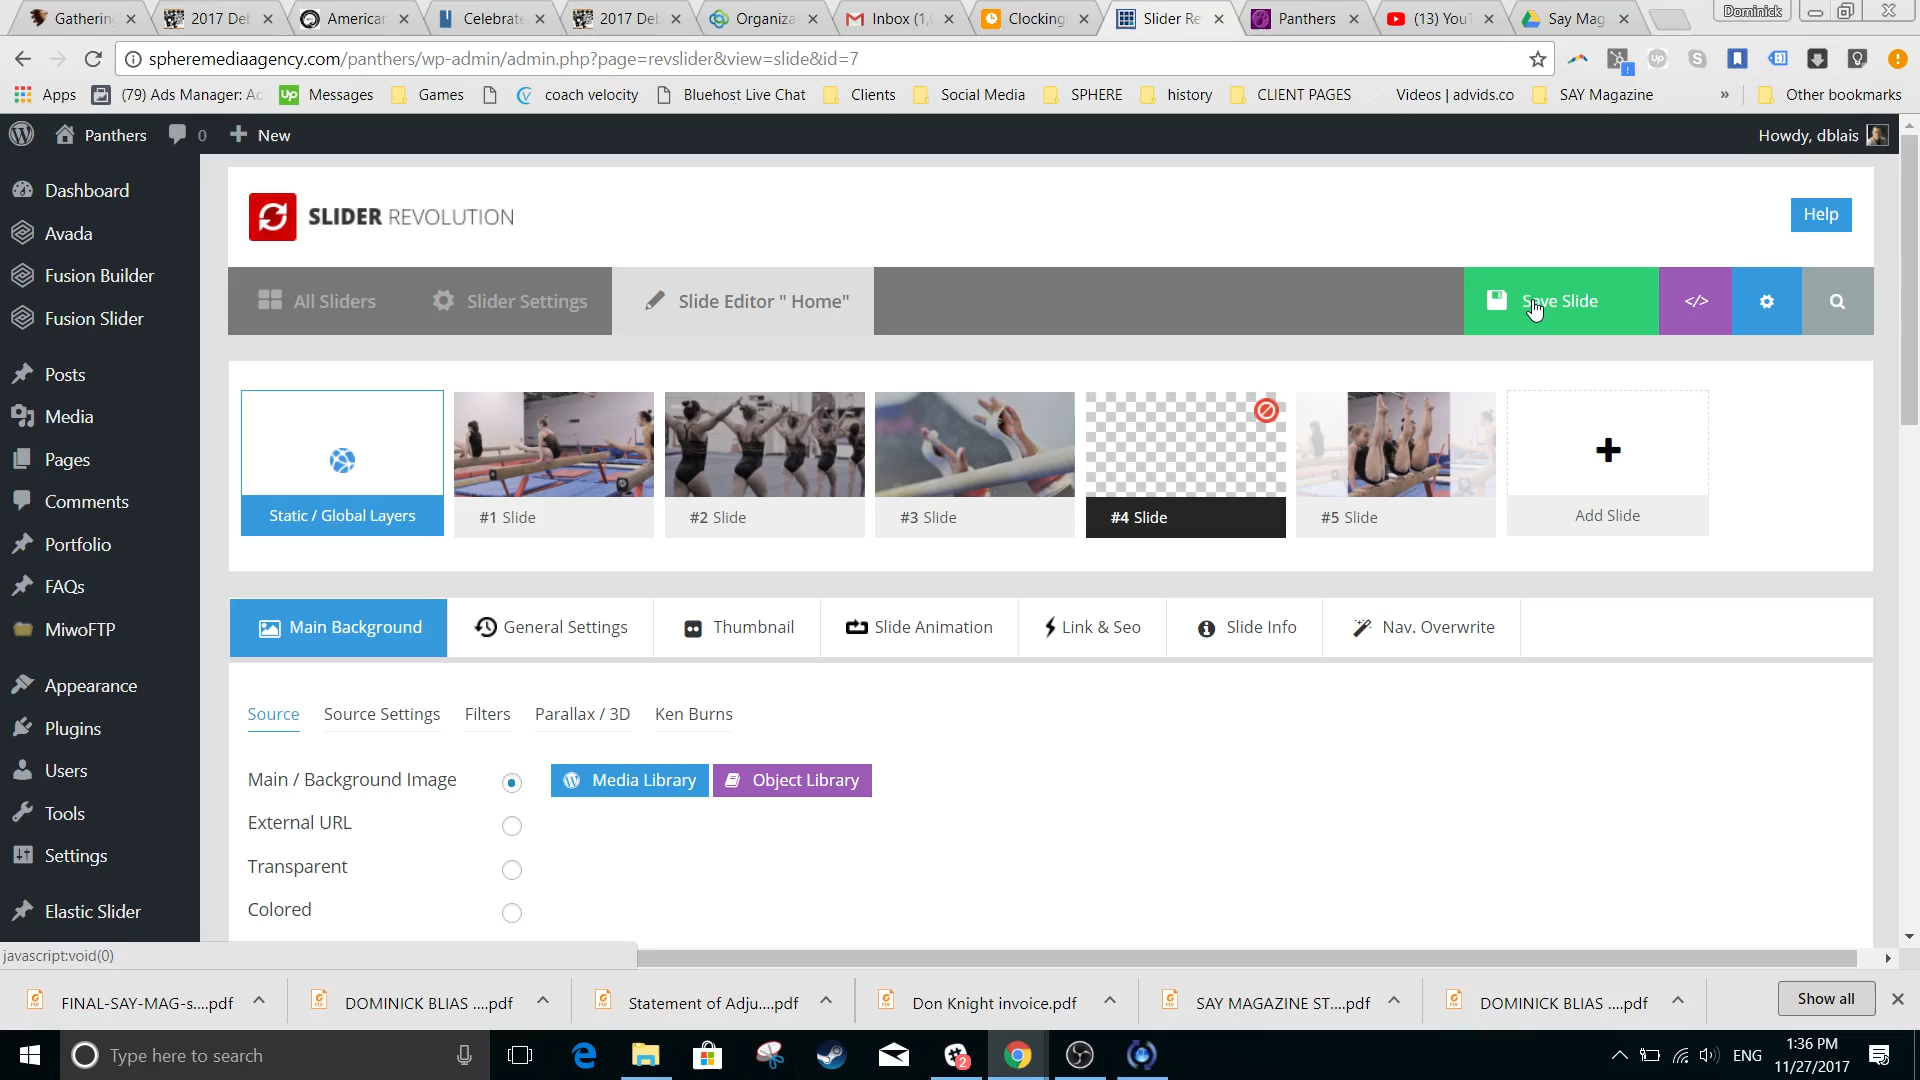 Gathering 2017 Del American Celebrate 2017 Del Organiza Inbox (1, Clocking Slider Re Panthers (13) YouT Say Mag Dominick
spheremediaagency.com/panthers/wp-admin/admin.php?page=revslider&view=slide&id=7
Apps (79) Ads Manager: Ad Up Messages Games coach velocity Bluehost Live Chat Clients Social Media SPHERE history CLIENT PAGES Videos | advids.co SAY Magazine » Other bookmarks
Panthers 0 + New Howdy, dblais
Dashboard
Avada
Fusion Builder
Fusion Slider
Posts
Media
Pages
Comments
Portfolio
FAQs
MiwoFTP
Appearance
Plugins
Users
Tools
Settings
Elastic Slider
SLIDER REVOLUTION
Help
All Sliders Slider Settings Slide Editor " Home" Save Slide </>
Static / Global Layers #1 Slide #2 Slide #3 Slide #4 Slide #5 Slide Add Slide
Main Background General Settings Thumbnail Slide Animation Link & Seo Slide Info Nav. Overwrite
Source Source Settings Filters Parallax / 3D Ken Burns
Main / Background Image Media Library Object Library
External URL
Transparent
Colored
javascript:void(0)
FINAL-SAY-MAG-s....pdf DOMINICK BLIAS ....pdf Statement of Adju....pdf Don Knight invoice.pdf SAY MAGAZINE ST....pdf DOMINICK BLIAS ....pdf Show all
Type here to search 2 ENG 1:36 PM
11/27/2017